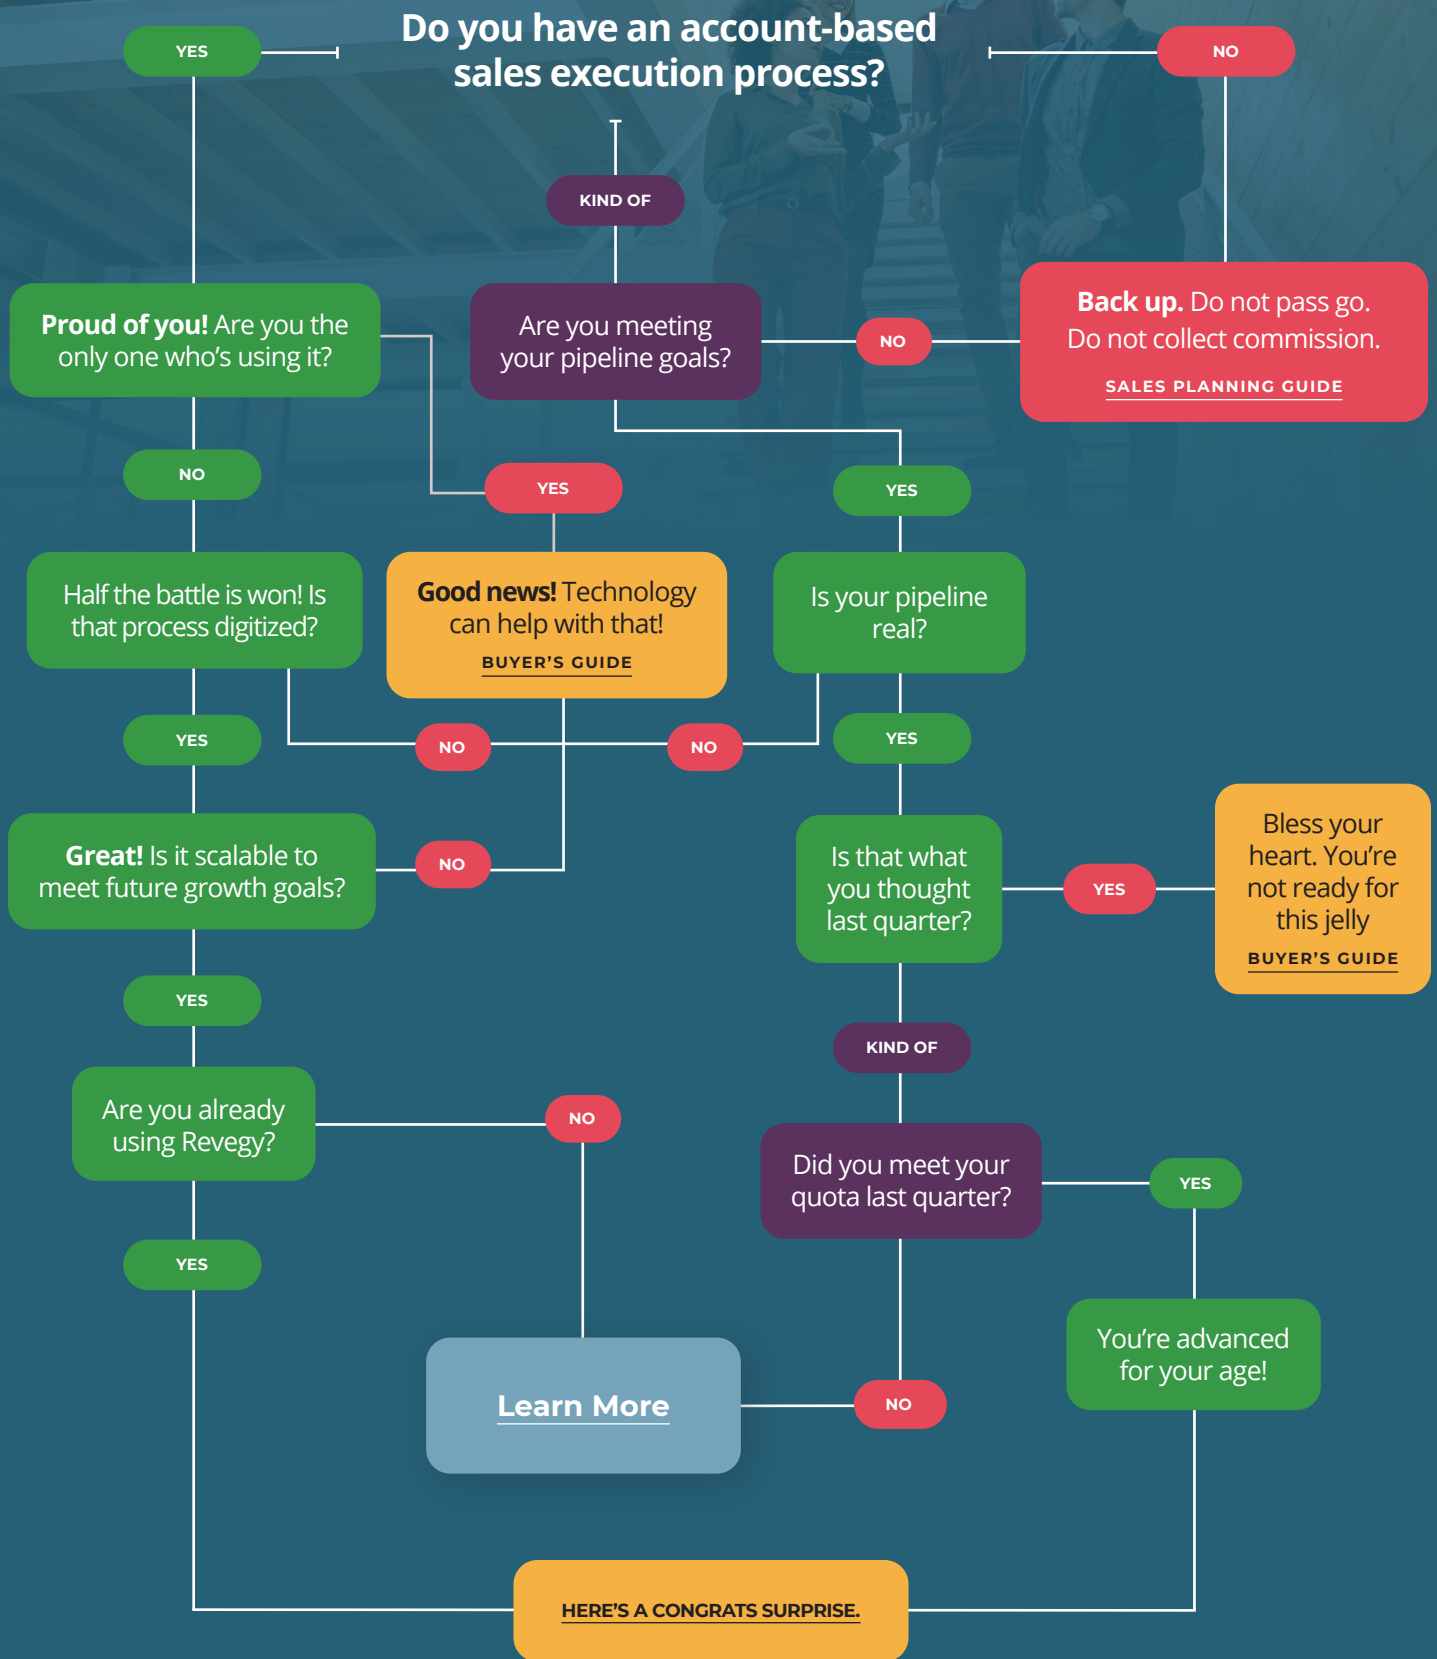 Do you have an account-based
sales execution process?
YES
NO
KIND OF
Proud of you! Are you the
only one who's using it?
Are you meeting
your pipeline goals?
NO
Back up. Do not pass go.
Do not collect commission.
SALES PLANNING GUIDE
NO
YES
YES
Half the battle is won! Is
that process digitized?
Good news! Technology
can help with that!
BUYER'S GUIDE
Is your pipeline
real?
YES
NO
NO
YES
Great! Is it scalable to
meet future growth goals?
NO
Is that what
you thought
last quarter?
YES
Bless your
heart. You're
not ready for
this jelly
BUYER'S GUIDE
YES
KIND OF
Are you already
using Revegy?
NO
Did you meet your
quota last quarter?
YES
YES
You're advanced
for your age!
Learn More
NO
HERE'S A CONGRATS SURPRISE.